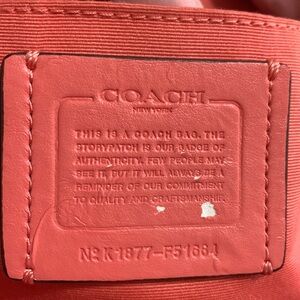 COACH
NEW YORK
THIS IS A COACH BAG. THE
STORYPATCH IS OUR BADGE OF
AUTHENTICITY. FEW PEOPLE MAY
SEE IT, BUT IT WILL ALWAYS BE A
REMINDER OF OUR COMMITMENT
TO QUALITY AND CRAFTSMANSHIP.
Nº K1877-F51664